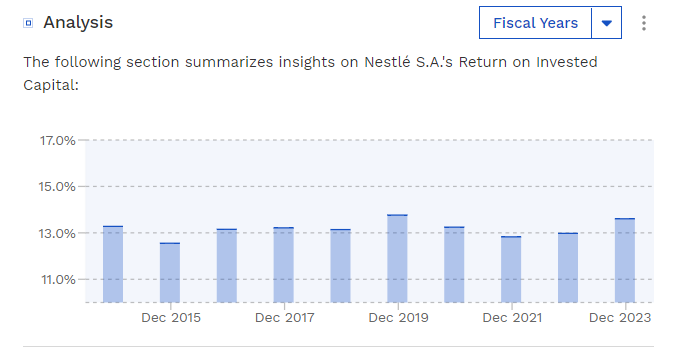 Analysis
Fiscal Years
The following section summarizes insights on Nestlé S.A.'s Return on Invested
Capital:
17.0%
15.0%
13.0%
11.0%
Dec 2015 Dec 2017 Dec 2019 Dec 2021 Dec 2023